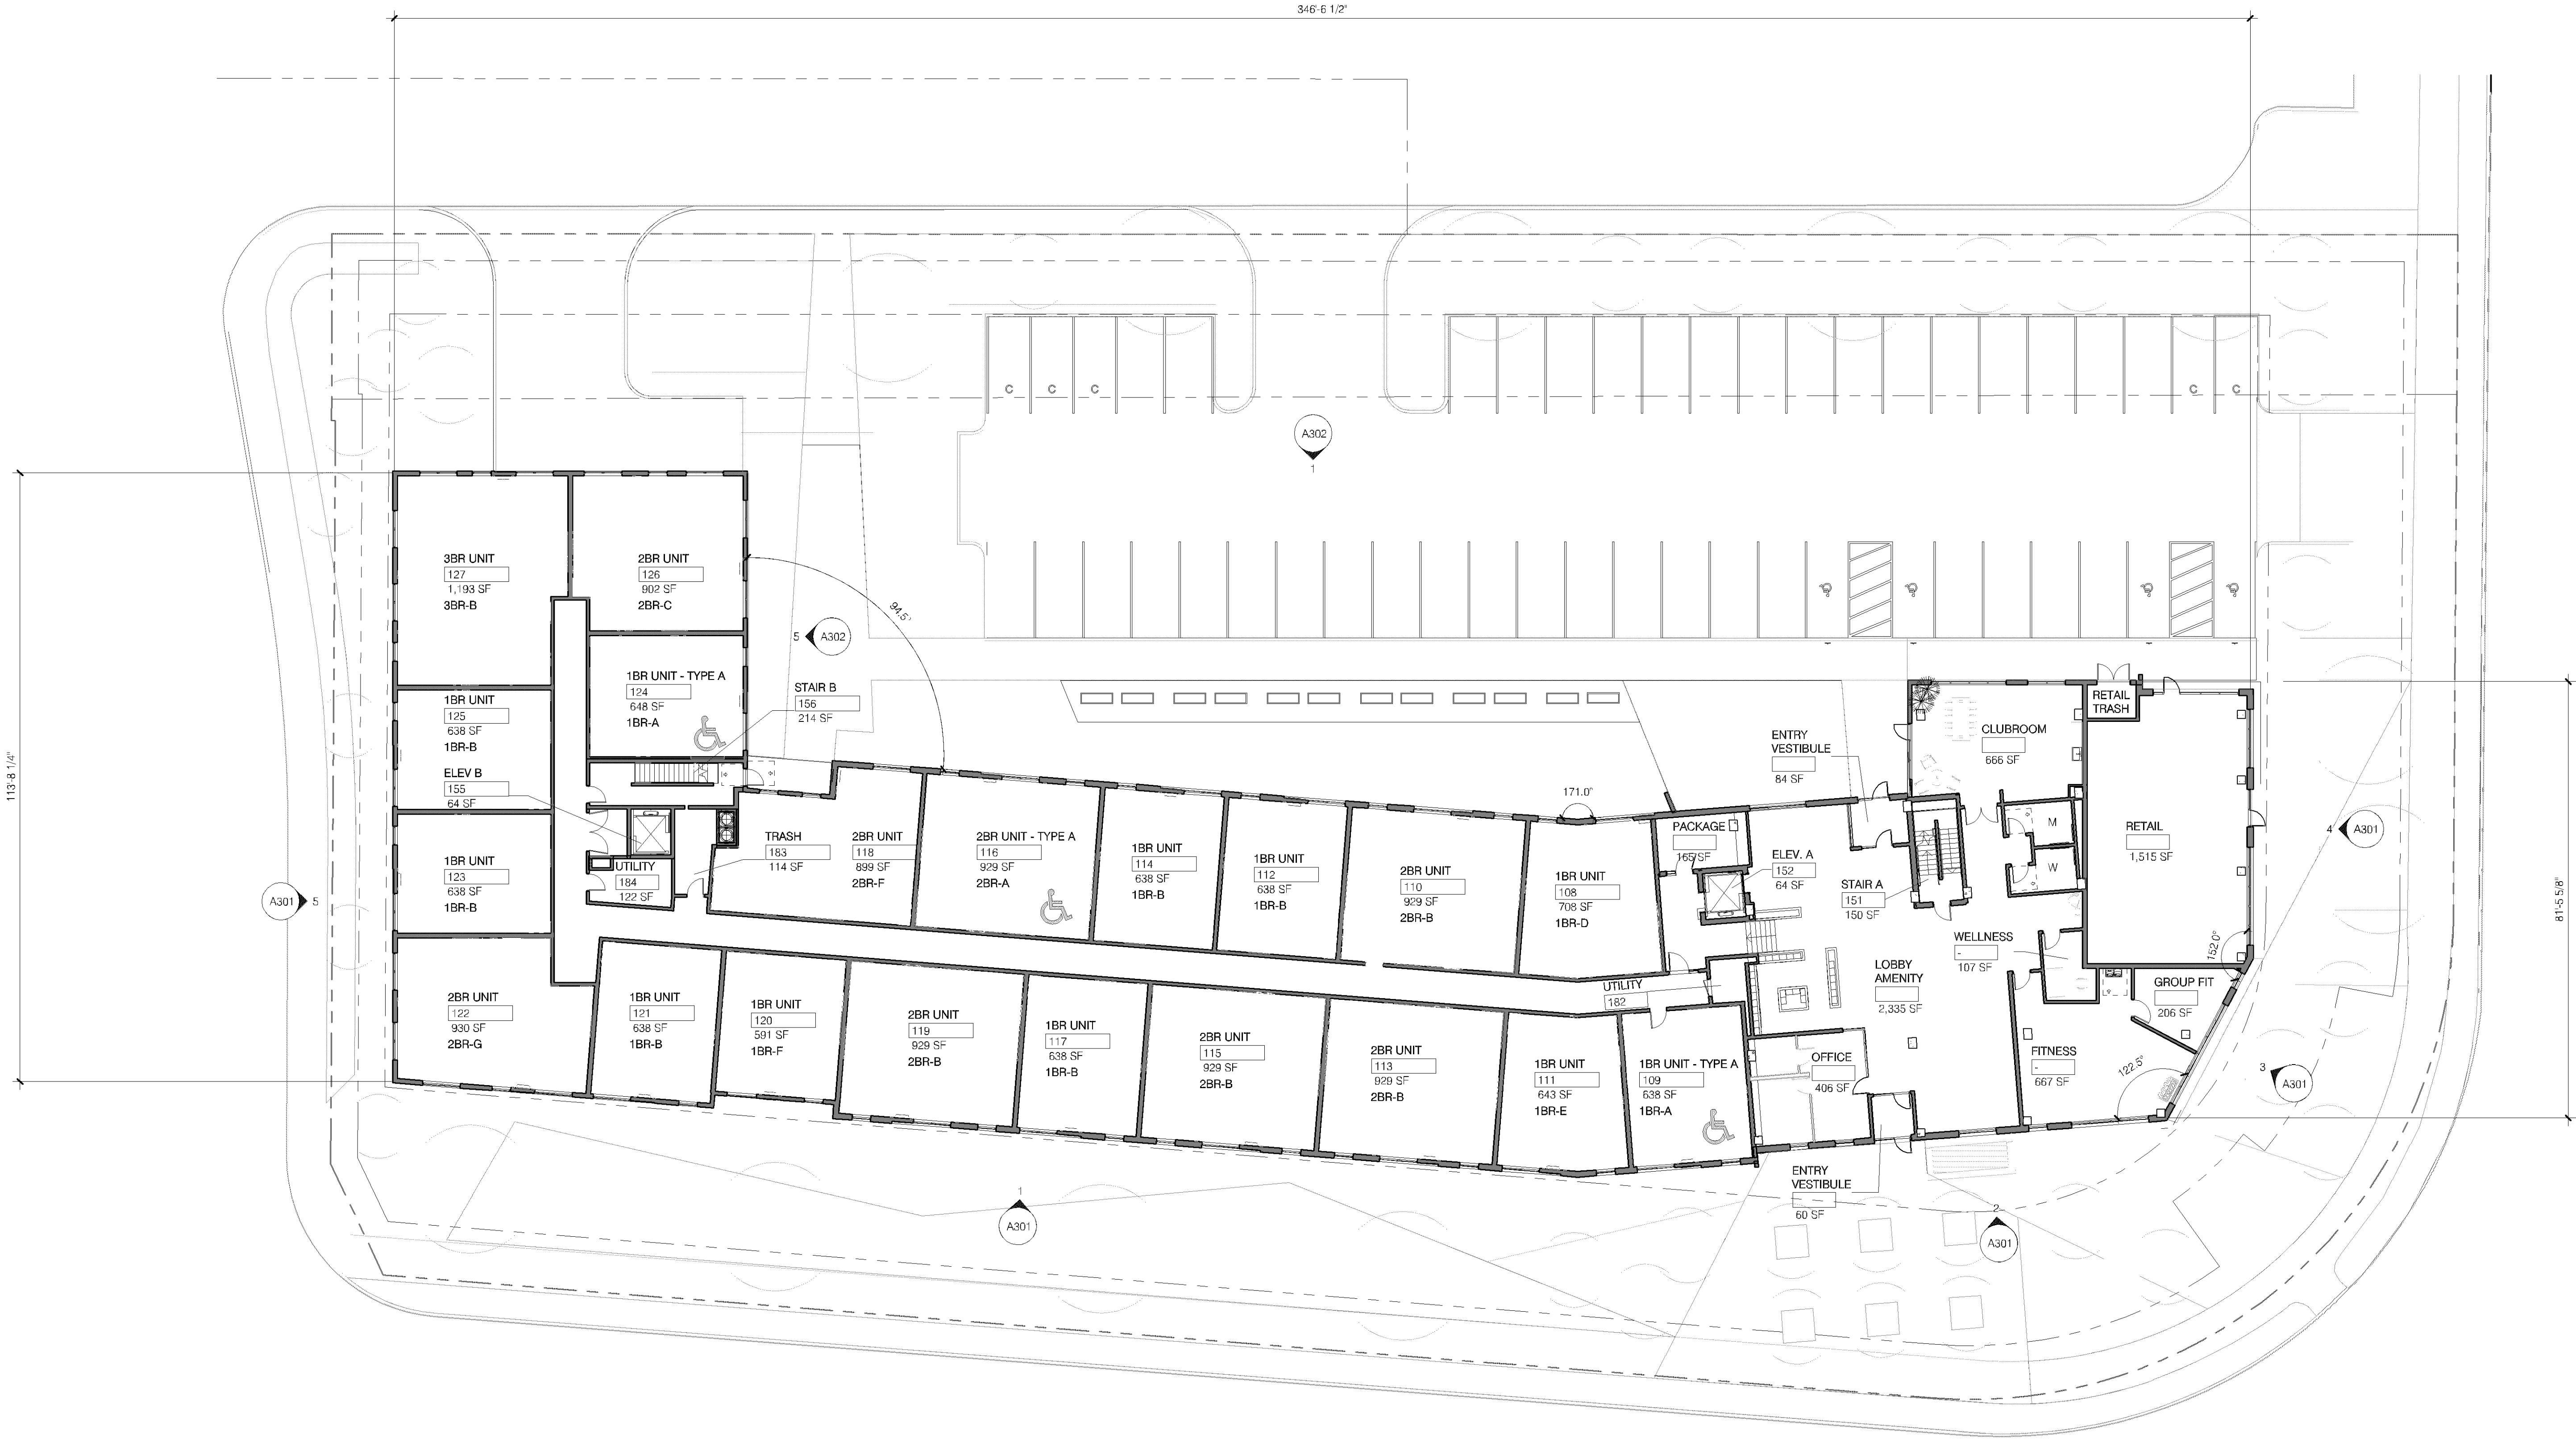 346'-6 1/2"
C
C
C
C
C
A302
1
113'-8 1/4"
3BR UNIT
127
1,193 SF
3BR-B
2BR UNIT
126
902 SF
2BR-C
94.5°
5
A302
1BR UNIT - TYPE A
124
648 SF
1BR-A
STAIR B
156
214 SF
1BR UNIT
125
638 SF
1BR-B
ELEV B
155
64 SF
RETAIL
TRASH
CLUBROOM
666 SF
ENTRY
VESTIBULE
84 SF
171.0°
1BR UNIT
123
638 SF
1BR-B
UTILITY
184
122 SF
TRASH
183
114 SF
2BR UNIT
118
899 SF
2BR-F
2BR UNIT - TYPE A
116
929 SF
2BR-A
1BR UNIT
114
638 SF
1BR-B
1BR UNIT
112
638 SF
1BR-B
2BR UNIT
110
929 SF
2BR-B
1BR UNIT
108
708 SF
1BR-D
PACKAGE
165 SF
ELEV. A
152
64 SF
STAIR A
151
150 SF
M
W
RETAIL
1,515 SF
4
A301
81'-5 5/8"
A301
5
WELLNESS
-
107 SF
152.0°
LOBBY
AMENITY
2,335 SF
GROUP FIT
206 SF
UTILITY
182
2BR UNIT
122
930 SF
2BR-G
1BR UNIT
121
638 SF
1BR-B
1BR UNIT
120
591 SF
1BR-F
2BR UNIT
119
929 SF
2BR-B
1BR UNIT
117
638 SF
1BR-B
2BR UNIT
115
929 SF
2BR-B
2BR UNIT
113
929 SF
2BR-B
1BR UNIT
111
643 SF
1BR-E
1BR UNIT - TYPE A
109
638 SF
1BR-A
OFFICE
406 SF
FITNESS
-
667 SF
122.5°
3
A301
ENTRY
VESTIBULE
60 SF
1
A301
2
A301